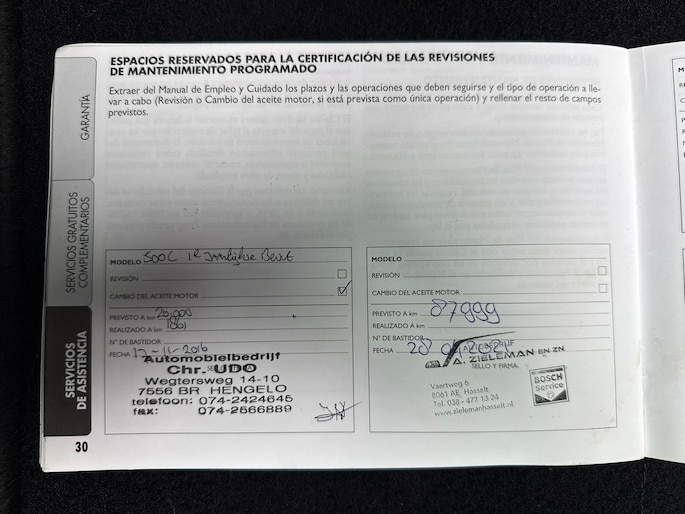 ESPACIOS RESERVADOS PARA LA CERTIFICACIÓN DE LAS REVISIONES
DE MANTENIMIENTO PROGRAMADO
Extraer del Manual de Empleo y Cuidado los plazos y las operaciones que deben seguirse y el tipo de operación a lle-
var a cabo (Revisión o Cambio del aceite motor, si está prevista como única operación) y rellenar el resto de campos
previstos.
GARANTÍA
SERVICIOS GRATUITOS
COMPLEMENTARIOS
SERVICIOS
DE ASISTENCIA
MODELO 500C 1e Jaarlijkse Beurt
REVISIÓN
CAMBIO DEL ACEITE MOTOR
PREVISTO A km 20.000
REALIZADO A km
N° DE BASTIDOR
FECHA 17-11-2016
Automobielbedrijf
Chr. UDO
Wegtersweg 14-10
7556 BR HENGELO
telefoon: 074-2424645
fax: 074-2566889
MODELO
REVISIÓN
CAMBIO DEL ACEITE MOTOR
PREVISTO A km 87999
REALIZADO A km
N° DE BASTIDOR
FECHA 28
AUTOBEDRIJF
A. ZIELEMAN EN ZN
SELLO Y FIRMA
Vaartweg 6
8061 AE, Hasselt
Tel. 038 - 477 13 24
www.zielemanhasselt.nl
BOSCH
Service
30